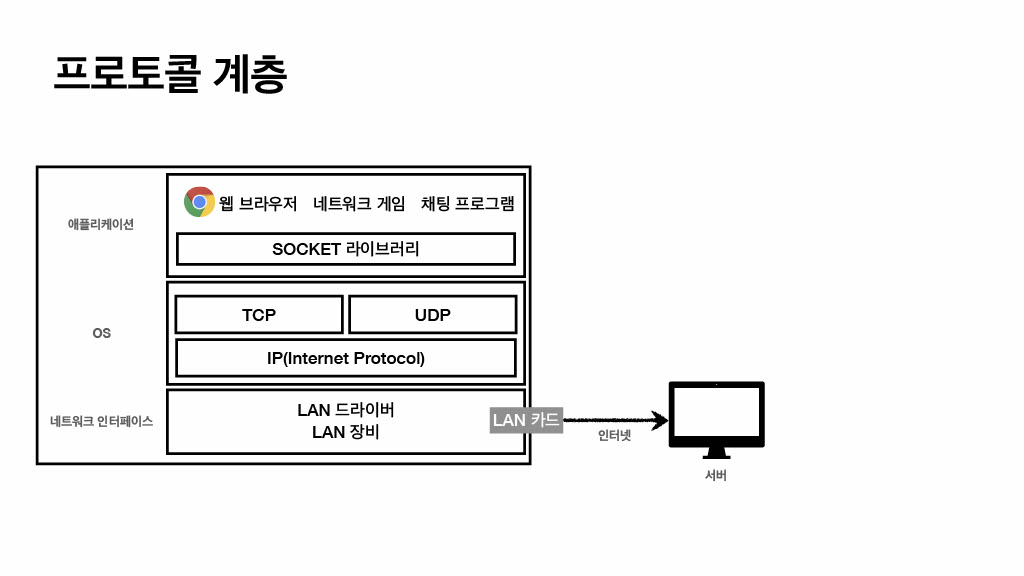 프로토콜 계층
애플리케이션
웹 브라우저 네트워크 게임 채팅 프로그램
SOCKET 라이브러리
OS
TCP
UDP
IP(Internet Protocol)
네트워크 인터페이스
LAN 드라이버
LAN 장비
LAN 카드
인터넷
서버